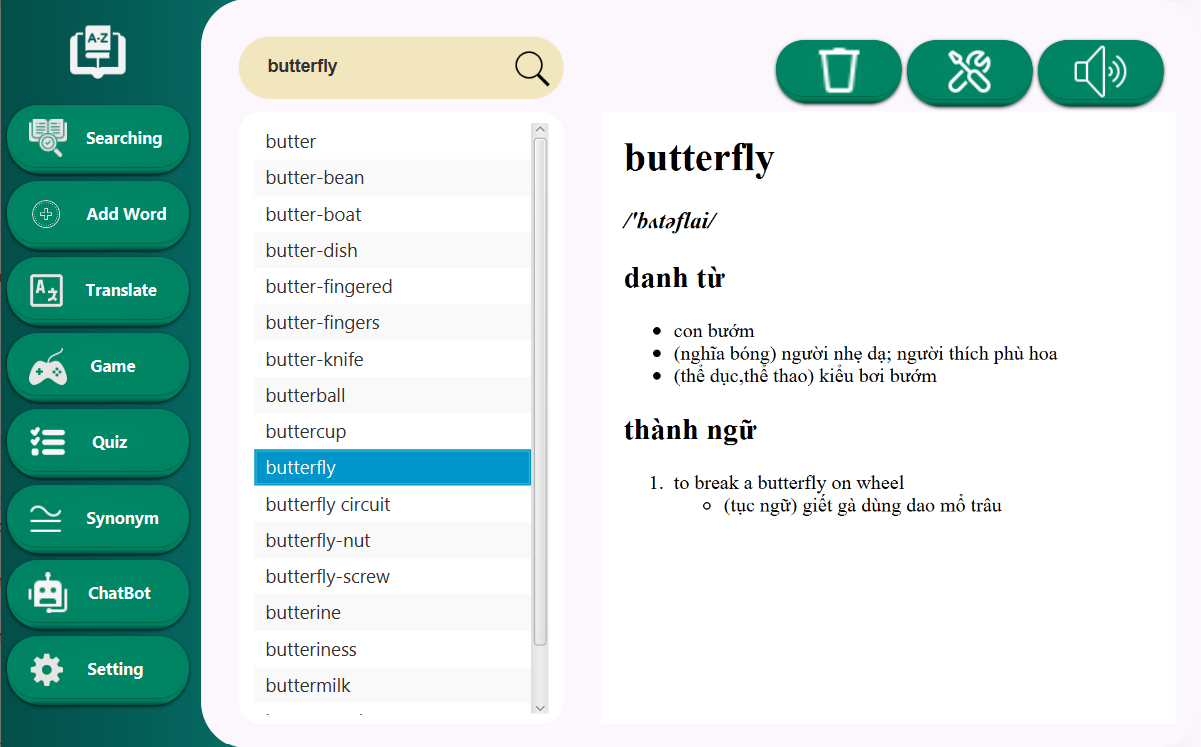 A-Z
Searching
Add Word
Translate
Game
Quiz
Synonym
ChatBot
Setting
butterfly
butter
butter-bean
butter-boat
butter-dish
butter-fingered
butter-fingers
butter-knife
butterball
buttercup
butterfly
butterfly circuit
butterfly-nut
butterfly-screw
butterine
butteriness
buttermilk
butterfly
/'bʌtəflai/
danh từ
• con bướm
• (nghĩa bóng) người nhẹ dạ; người thích phù hoa
• (thể dục,thể thao) kiểu bơi bướm
thành ngữ
1. to break a butterfly on wheel
○ (tục ngữ) giết gà dùng dao mổ trâu